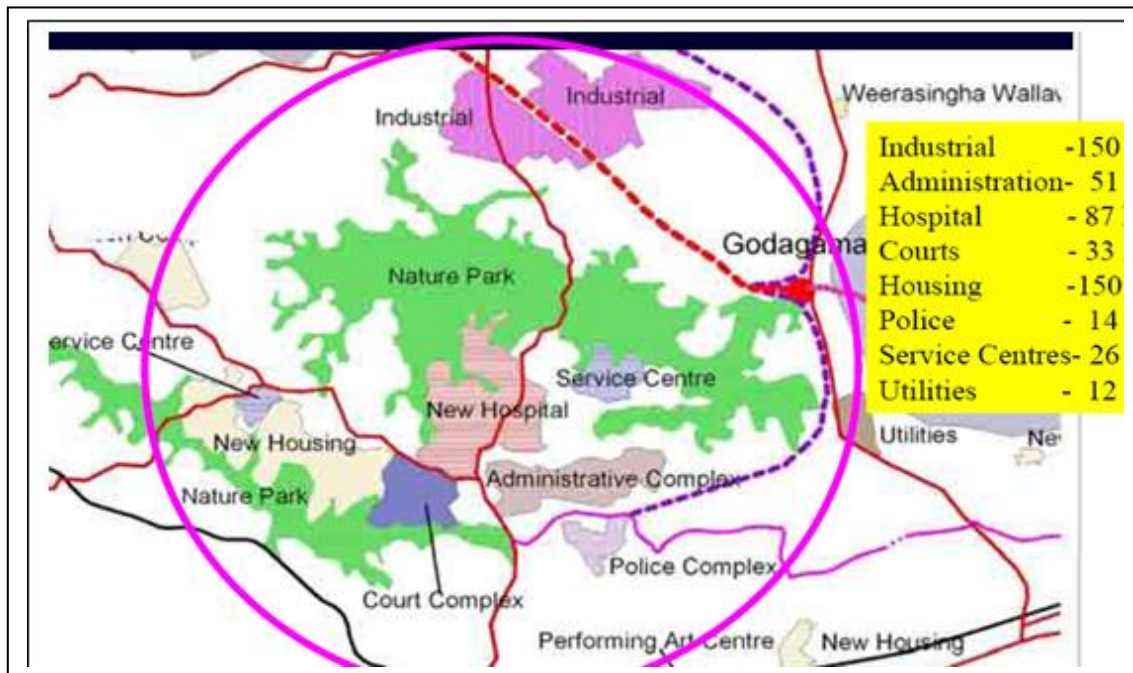 Industrial
Industrial
Weerasingha Wallav
Industrial -150
Administration- 51
Hospital - 87
Courts - 33
Housing -150
Police - 14
Service Centres- 26
Utilities - 12
Godagama
Nature Park
ervice Centre
Service Centre
New Hospital
New Housing
Utilities
Ne
Nature Park
Administrative Complex
Police Complex
Court Complex
Performing Art Centre
New Housing